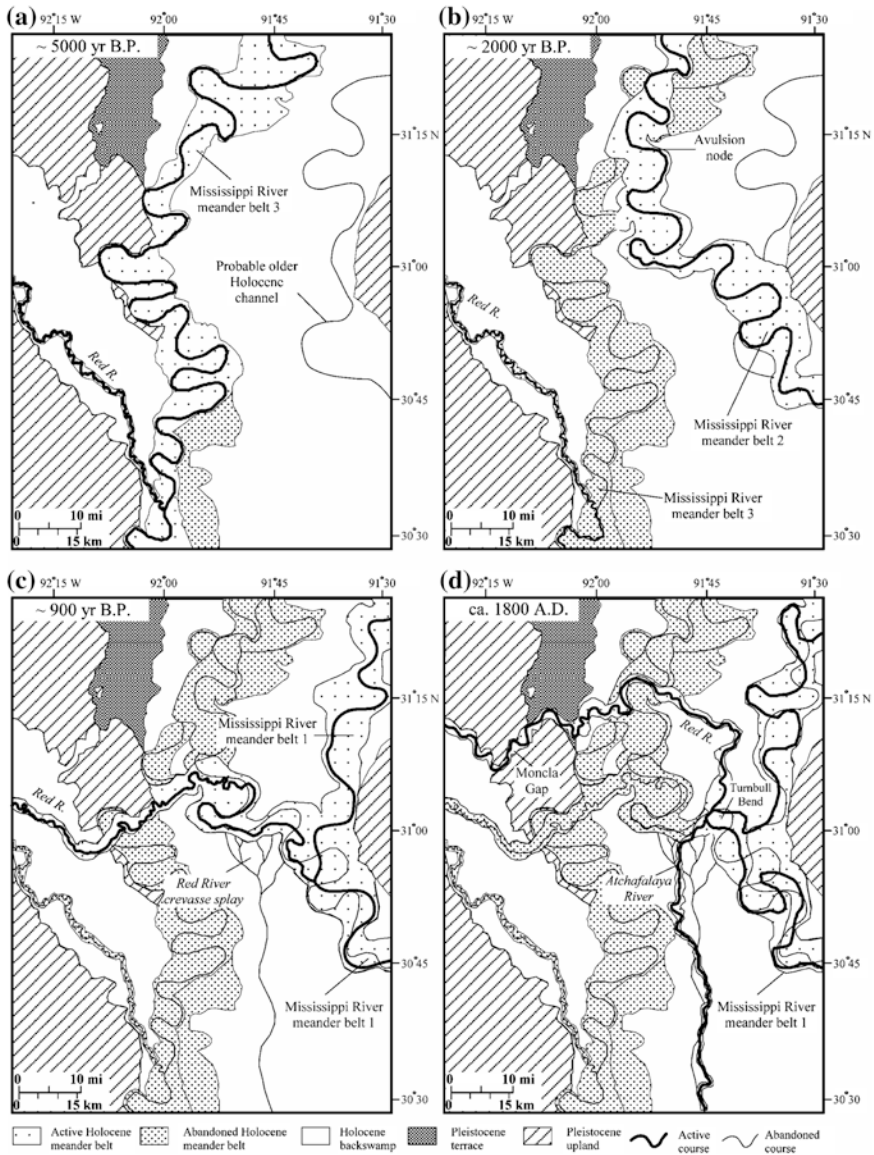 (a)
92°15' W 92°00' 91°45' 91°30'
~ 5000 yr B.P.
31°15' N
Mississippi River
meander belt 3
Probable older
Holocene
channel
31°00'
Red R.
30°45'
0 10 mi
15 km
30°30'
(b)
92°15' W 92°00' 91°45' 91°30'
~ 2000 yr B.P.
31°15' N
Avulsion
node
31°00'
Red R.
30°45'
Mississippi River
meander belt 2
Mississippi River
meander belt 3
0 10 mi
15 km
30°30'
(c)
92°15' W 92°00' 91°45' 91°30'
~ 900 yr B.P.
31°15' N
Mississippi River
meander belt 1
Red R.
31°00'
Red River
crevasse splay
30°45'
Mississippi River
meander belt 1
0 10 mi
15 km
30°30'
(d)
92°15' W 92°00' 91°45' 91°30'
ca. 1800 A.D.
31°15' N
Red R.
Moncla
Gap
Turnbull
Bend
31°00'
Atchafalaya
River
30°45'
Mississippi River
meander belt 1
0 10 mi
15 km
30°30'
Active Holocene
meander belt
Abandoned Holocene
meander belt
Holocene
backswamp
Pleistocene
terrace
Pleistocene
upland
Active
course
Abandoned
course